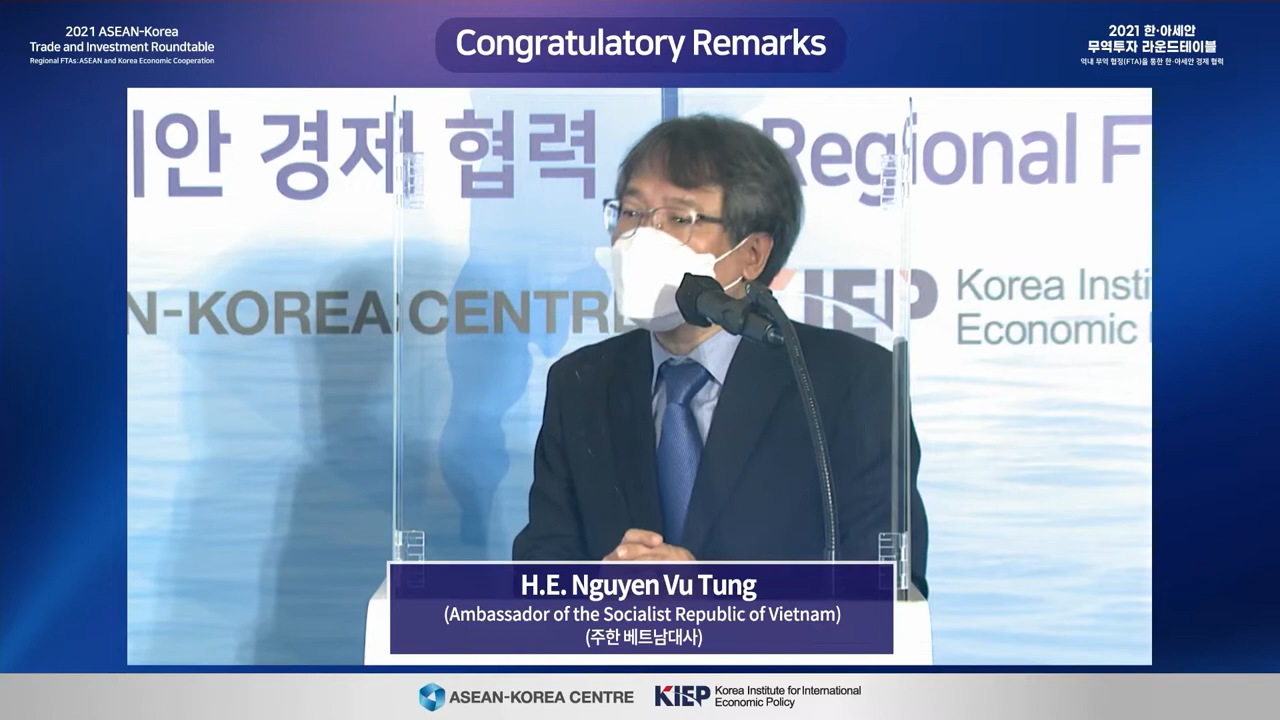 2021 ASEAN-Korea
Trade and Investment Roundtable
Regional FTAs: ASEAN and Korea Economic Cooperation
Congratulatory Remarks
2021 한·아세안
무역투자 라운드테이블
역내 무역 협정(FTA)을 통한 한·아세안 경제 협력
안 경제 협력
Regional F
N-KOREA CENTRE
KIEP
Korea Insti
Economic
H.E. Nguyen Vu Tung
(Ambassador of the Socialist Republic of Vietnam)
(주한 베트남대사)
ASEAN-KOREA CENTRE
KIEP Korea Institute for International
Economic Policy